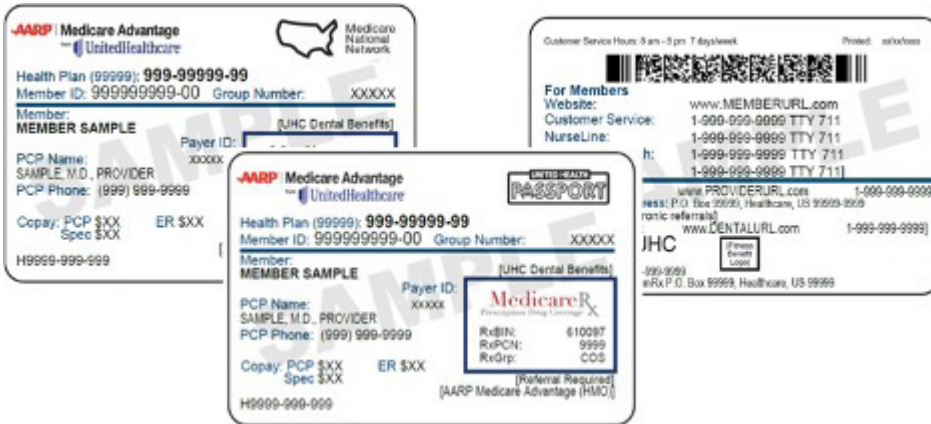 AARP | Medicare Advantage
from UnitedHealthcare
Medicare
National
Network
Health Plan (99999): 999-99999-99
Member ID: 999999999-00 Group Number: XXXXX
Member:
MEMBER SAMPLE
[UHC Dental Benefits]
Payer ID:
xxxxx
PCP Name:
SAMPLE, M.D., PROVIDER
PCP Phone: (999) 999-9999
Copay: PCP $XX ER $XX
Spec $XX
H9999-999-999
SAMPLE
AARP | Medicare Advantage
from UnitedHealthcare
UNITED HEALTH
PASSPORT
Health Plan (99999): 999-99999-99
Member ID: 999999999-00 Group Number: XXXXX
Member:
MEMBER SAMPLE
[UHC Dental Benefits]
Payer ID:
xxxxx
PCP Name:
SAMPLE, M.D., PROVIDER
PCP Phone: (999) 999-9999
MedicareRx
Prescription Drug Coverage
RxBIN: 610097
RxPCN: 9999
RxGrp: COS
Copay: PCP $XX ER $XX
Spec $XX
[Referral Required]
[AARP Medicare Advantage (HMO)]
H9999-999-999
SAMPLE
Customer Service Hours: 8 am - 8 pm 7 days/week Printed: xx/xx/xxxx
For Members
Website: www.MEMBERURL.com
Customer Service: 1-999-999-9999 TTY 711
NurseLine: 1-999-999-9999 TTY 711
h: 1-999-999-9999 TTY 711
1-999-999-9999 TTY 711]
www.PROVIDERURL.com 1-999-999-9999
ress: P.O. Box 99999, Healthcare, US 99999-9999
ronic referrals]
www.DENTALURL.com 1-999-999-9999]
UHC
[Fitness
Benefit
Logo]
-999-9999
mRx P.O. Box 99999, Healthcare, US 99999